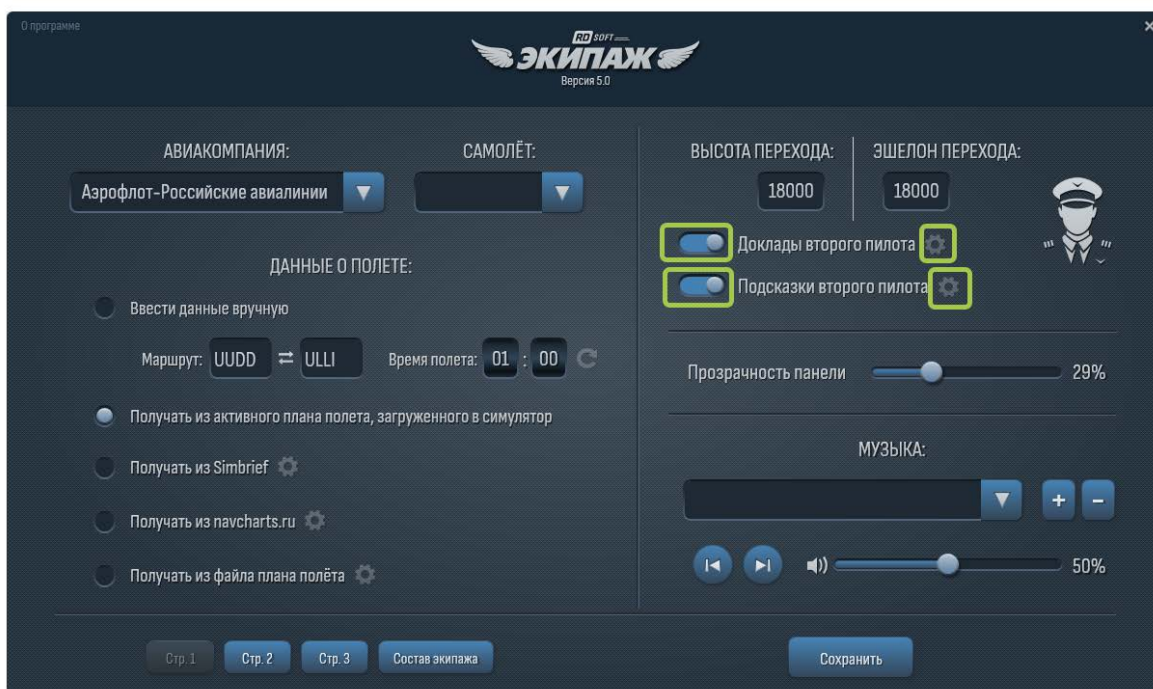 О программе
RD SOFT
ЭКИПАЖ
Версия 5.0
АВИАКОМПАНИЯ:
САМОЛЁТ:
Аэрофлот-Российские авиалинии
ДАННЫЕ О ПОЛЕТЕ:
Ввести данные вручную
Маршрут: UUDD ⇄ ULLI Время полета: 01 : 00
Получать из активного плана полета, загруженного в симулятор
Получать из Simbrief
Получать из navcharts.ru
Получать из файла плана полёта
ВЫСОТА ПЕРЕХОДА:
ЭШЕЛОН ПЕРЕХОДА:
18000
18000
Доклады второго пилота
Подсказки второго пилота
Прозрачность панели 29%
МУЗЫКА:
+ -
50%
Стр. 1 Стр. 2 Стр. 3 Состав экипажа
Сохранить